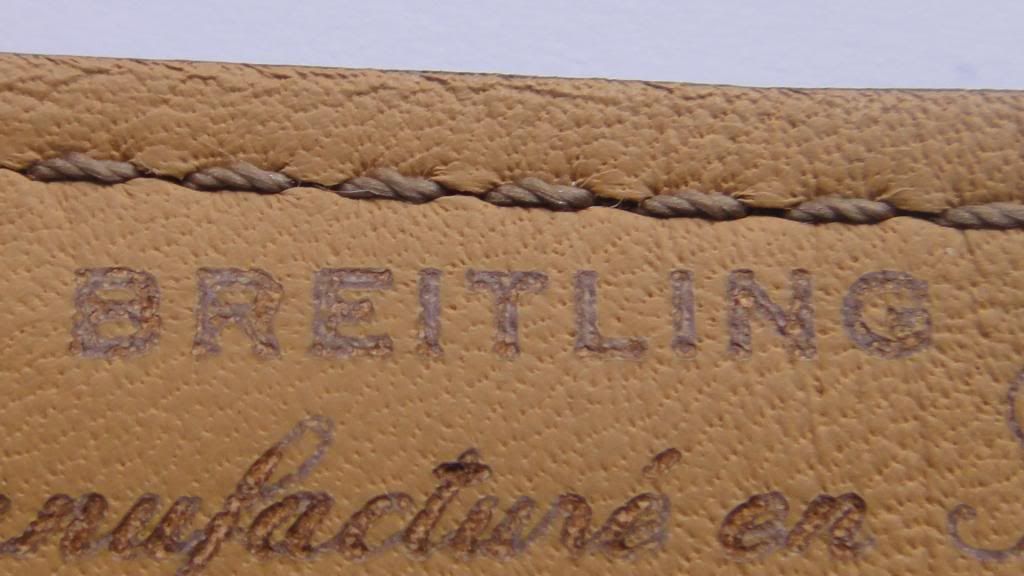 BREITLING
nufacturé en